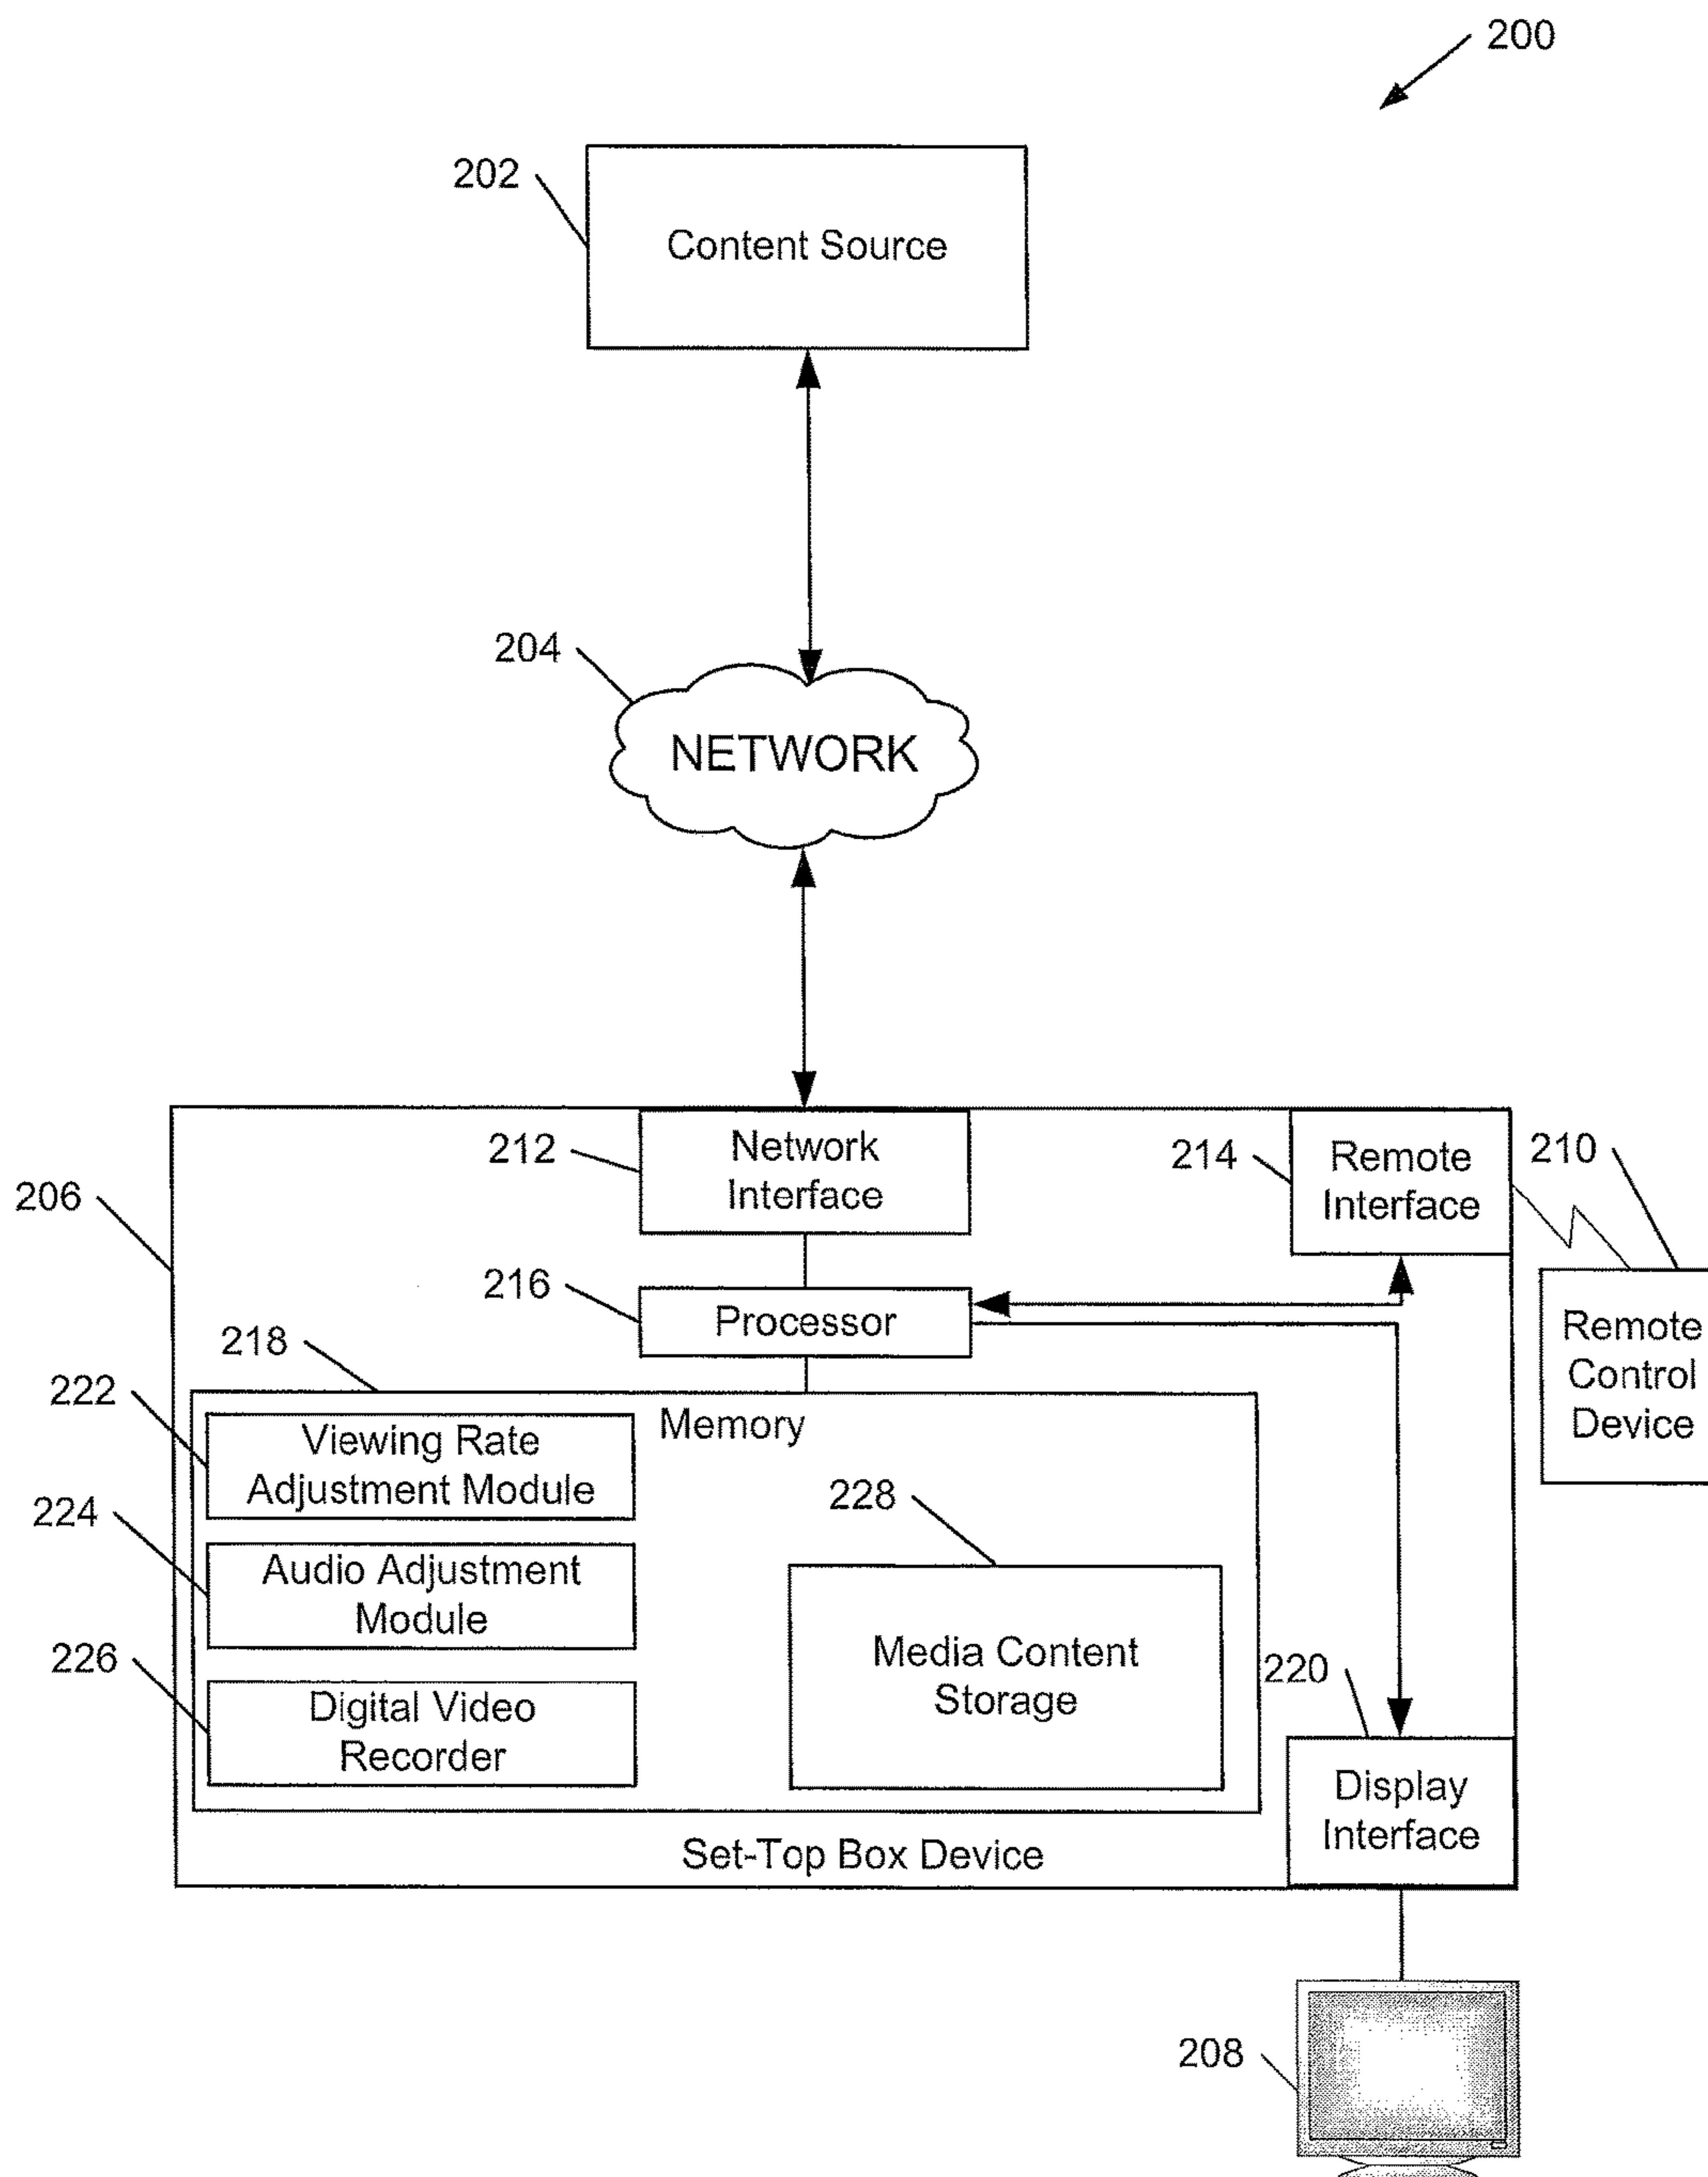 200
202
Content Source
204
NETWORK
212
Network
Interface
214
Remote
Interface
210
206
216
Processor
Remote
Control
Device
218
Memory
222
Viewing Rate
Adjustment Module
224
Audio Adjustment
Module
228
Media Content
Storage
226
Digital Video
Recorder
220
Display
Interface
Set-Top Box Device
208